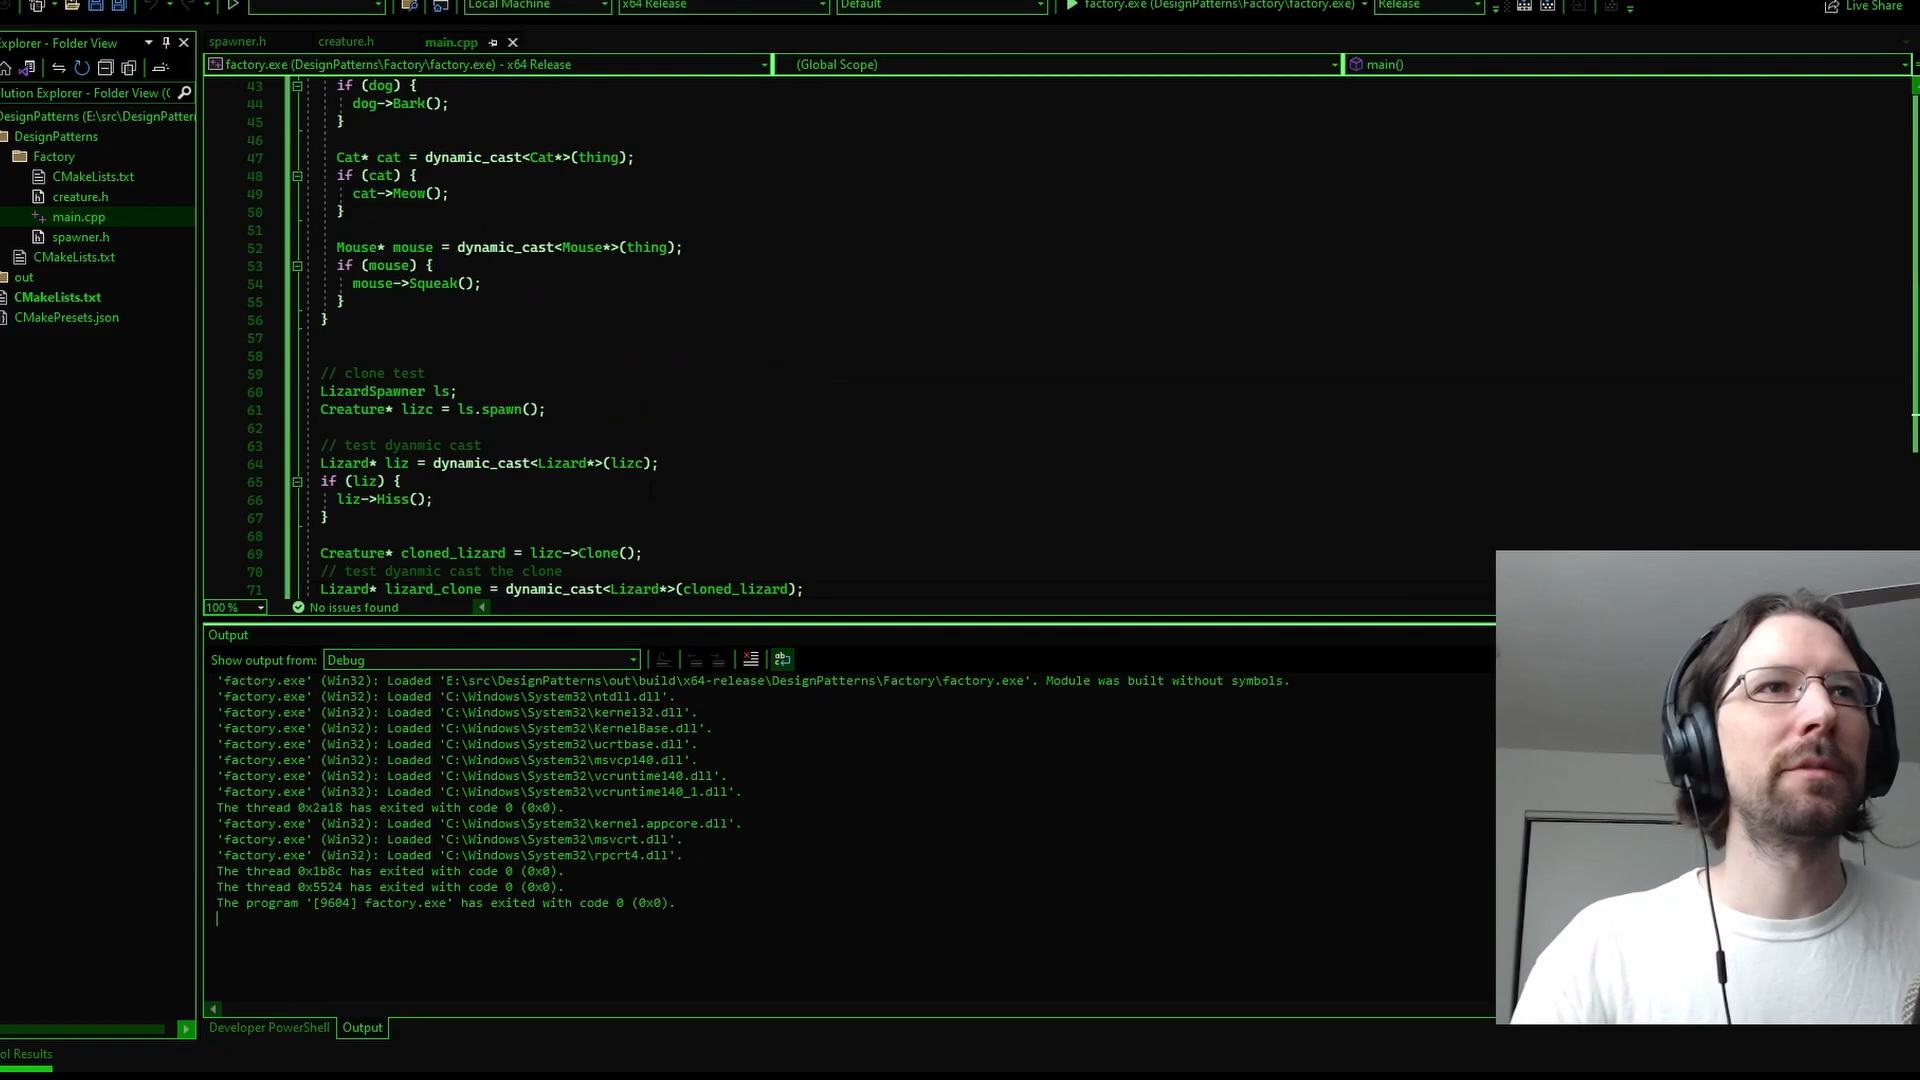 Local Machine
x64 Release
Default
factory.exe (DesignPatterns\Factory\factory.exe)
Release
Live Share
xplorer - Folder View
spawner.h
creature.h
main.cpp
factory.exe (DesignPatterns\Factory\factory.exe) - x64 Release
(Global Scope)
main()
olution Explorer - Folder View (
DesignPatterns (E:\src\DesignPatter
DesignPatterns
Factory
CMakeLists.txt
creature.h
main.cpp
spawner.h
CMakeLists.txt
out
CMakeLists.txt
CMakePresets.json
43 if (dog) {
44 dog->Bark();
45 }
46
47 Cat* cat = dynamic_cast<Cat*>(thing);
48 if (cat) {
49 cat->Meow();
50 }
51
52 Mouse* mouse = dynamic_cast<Mouse*>(thing);
53 if (mouse) {
54 mouse->Squeak();
55 }
56 }
57
58
59 // clone test
60 LizardSpawner ls;
61 Creature* lizc = ls.spawn();
62
63 // test dyanmic cast
64 Lizard* liz = dynamic_cast<Lizard*>(lizc);
65 if (liz) {
66 liz->Hiss();
67 }
68
69 Creature* cloned_lizard = lizc->Clone();
70 // test dyanmic cast the clone
71 Lizard* lizard_clone = dynamic_cast<Lizard*>(cloned_lizard);
100 %
No issues found
Output
Show output from: Debug
'factory.exe' (Win32): Loaded 'E:\src\DesignPatterns\out\build\x64-release\DesignPatterns\Factory\factory.exe'. Module was built without symbols.
'factory.exe' (Win32): Loaded 'C:\Windows\System32\ntdll.dll'.
'factory.exe' (Win32): Loaded 'C:\Windows\System32\kernel32.dll'.
'factory.exe' (Win32): Loaded 'C:\Windows\System32\KernelBase.dll'.
'factory.exe' (Win32): Loaded 'C:\Windows\System32\ucrtbase.dll'.
'factory.exe' (Win32): Loaded 'C:\Windows\System32\msvcp140.dll'.
'factory.exe' (Win32): Loaded 'C:\Windows\System32\vcruntime140.dll'.
'factory.exe' (Win32): Loaded 'C:\Windows\System32\vcruntime140_1.dll'.
The thread 0x2a18 has exited with code 0 (0x0).
'factory.exe' (Win32): Loaded 'C:\Windows\System32\kernel.appcore.dll'.
'factory.exe' (Win32): Loaded 'C:\Windows\System32\msvcrt.dll'.
'factory.exe' (Win32): Loaded 'C:\Windows\System32\rpcrt4.dll'.
The thread 0x1b8c has exited with code 0 (0x0).
The thread 0x5524 has exited with code 0 (0x0).
The program '[9604] factory.exe' has exited with code 0 (0x0).
Developer PowerShell
Output
ol Results